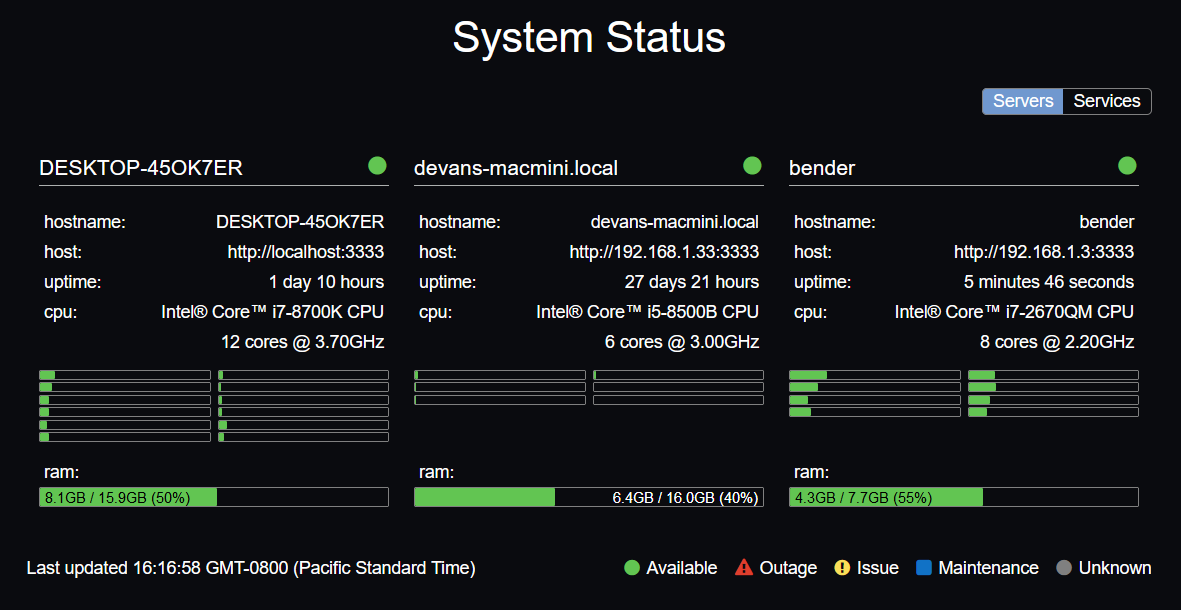 System Status
Servers Services
DESKTOP-45OK7ER
hostname: DESKTOP-45OK7ER
host: http://localhost:3333
uptime: 1 day 10 hours
cpu: Intel® Core™ i7-8700K CPU
12 cores @ 3.70GHz
ram:
8.1GB / 15.9GB (50%)
devans-macmini.local
hostname: devans-macmini.local
host: http://192.168.1.33:3333
uptime: 27 days 21 hours
cpu: Intel® Core™ i5-8500B CPU
6 cores @ 3.00GHz
ram:
6.4GB / 16.0GB (40%)
bender
hostname: bender
host: http://192.168.1.3:3333
uptime: 5 minutes 46 seconds
cpu: Intel® Core™ i7-2670QM CPU
8 cores @ 2.20GHz
ram:
4.3GB / 7.7GB (55%)
Last updated 16:16:58 GMT-0800 (Pacific Standard Time)
Available Outage Issue Maintenance Unknown